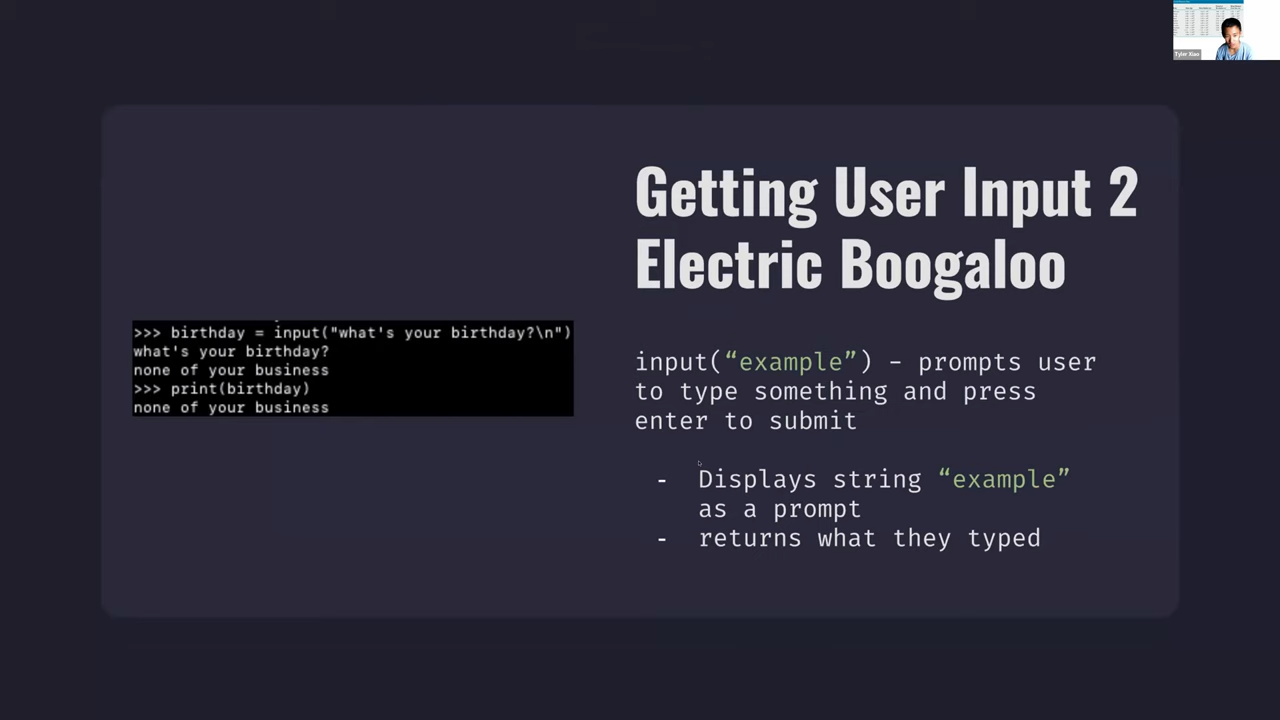 Tyler Xiao
Getting User Input 2
Electric Boogaloo
>>> birthday = input("what's your birthday?\n")
what's your birthday?
none of your business
>>> print(birthday)
none of your business
input(“example”) – prompts user
to type something and press
enter to submit
- Displays string “example”
as a prompt
- returns what they typed